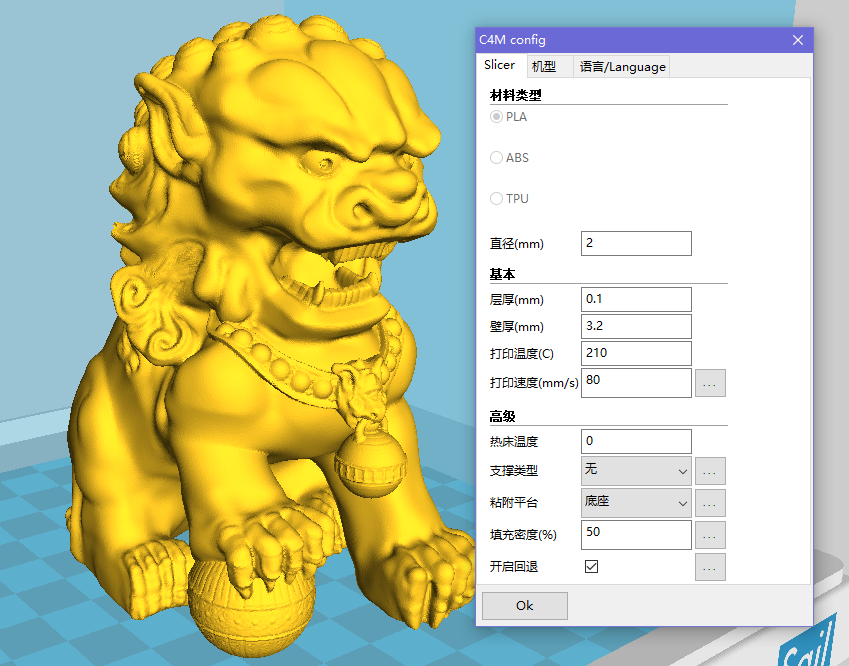 C4M config
Slicer 机型 语言/Language
材料类型
PLA
ABS
TPU
直径(mm) 2
基本
层厚(mm) 0.1
壁厚(mm) 3.2
打印温度(C) 210
打印速度(mm/s) 80 ...
高级
热床温度 0
支撑类型 无 ...
粘附平台 底座 ...
填充密度(%) 50 ...
开启回退 ...
Ok
Sail